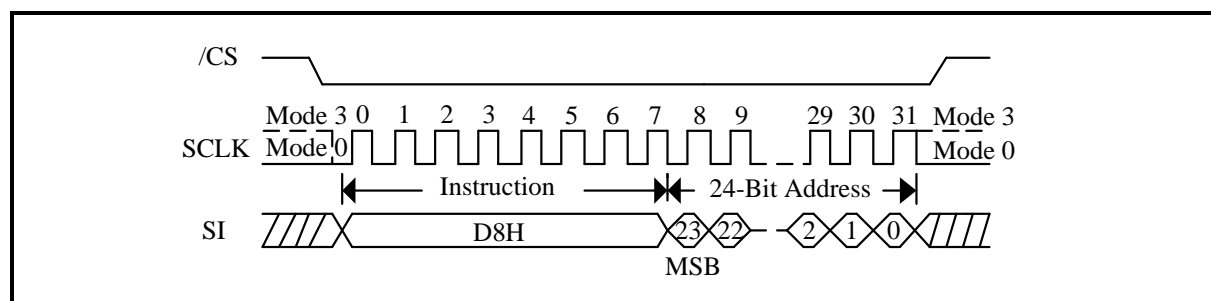 /CS
Mode 3 0 1 2 3 4 5 6 7 8 9 29 30 31 Mode 3
SCLK Mode 0 Mode 0
Instruction 24-Bit Address
SI D8H 23 22 2 1 0
MSB